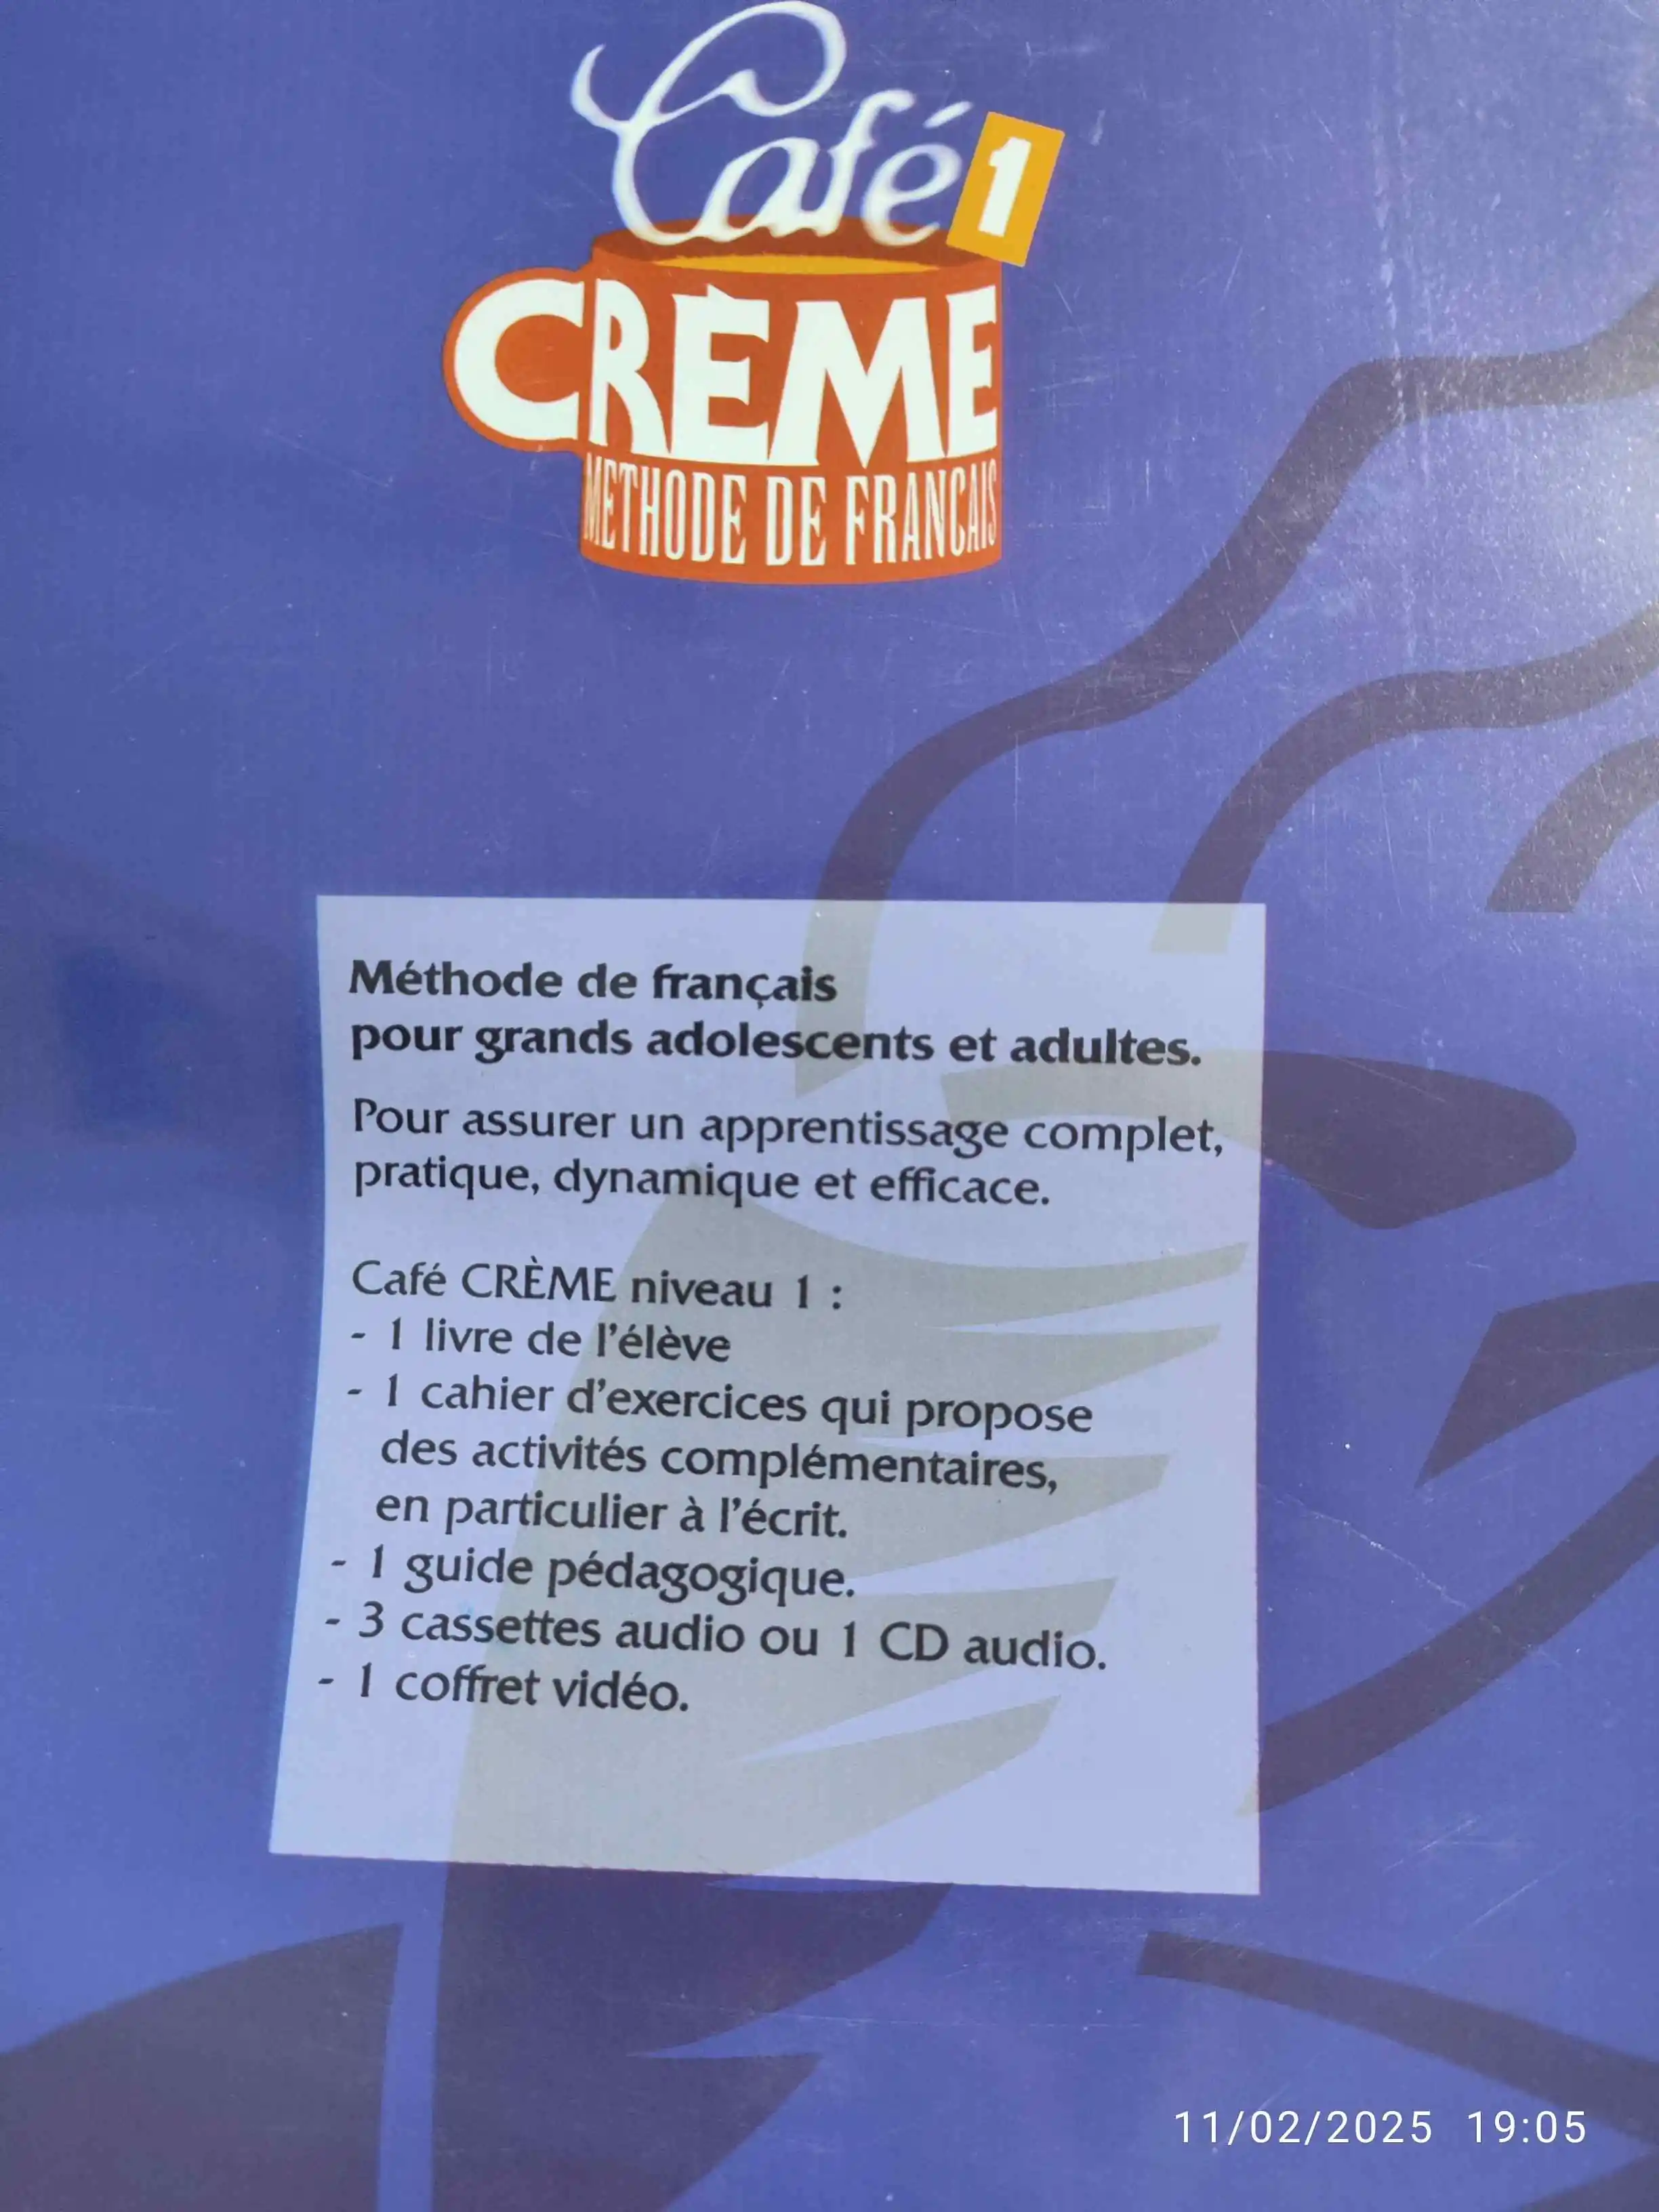 Café 1
CRÈME
METHODE DE FRANÇAIS
Méthode de français
pour grands adolescents et adultes.
Pour assurer un apprentissage complet,
pratique, dynamique et efficace.
Café CRÈME niveau 1 :
- 1 livre de l'élève
- 1 cahier d'exercices qui propose
des activités complémentaires,
en particulier à l'écrit.
- 1 guide pédagogique.
- 3 cassettes audio ou 1 CD audio.
- 1 coffret vidéo.
11/02/2025 19:05